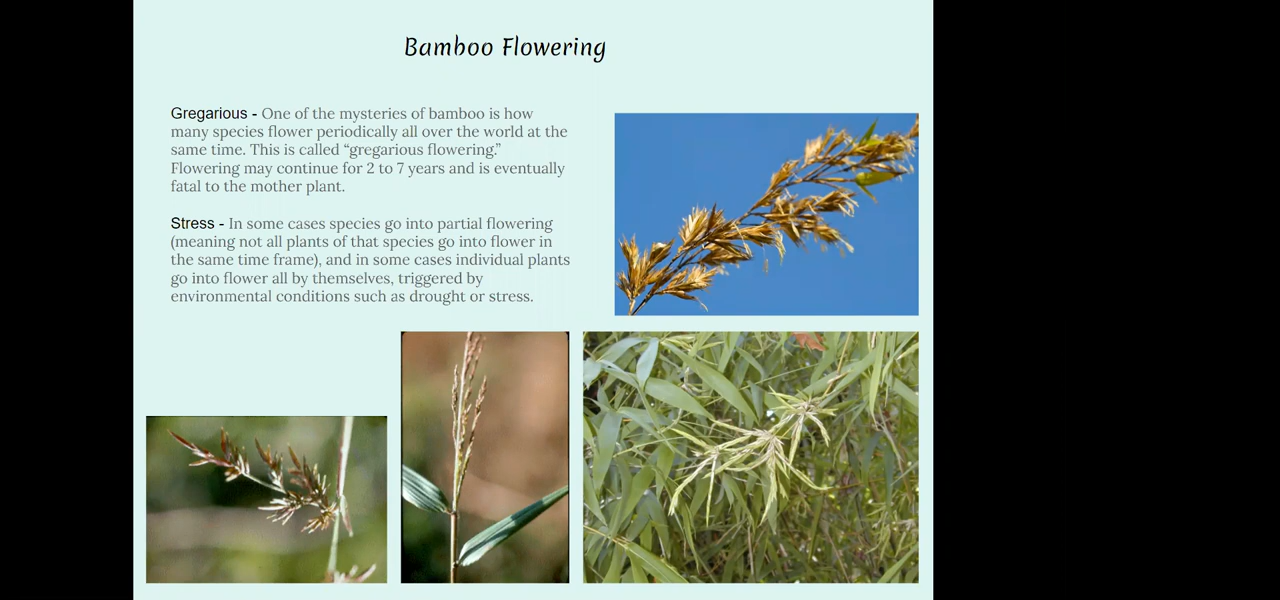 Bamboo Flowering
Gregarious - One of the mysteries of bamboo is how
many species flower periodically all over the world at the
same time. This is called “gregarious flowering.”
Flowering may continue for 2 to 7 years and is eventually
fatal to the mother plant.
Stress - In some cases species go into partial flowering
(meaning not all plants of that species go into flower in
the same time frame), and in some cases individual plants
go into flower all by themselves, triggered by
environmental conditions such as drought or stress.